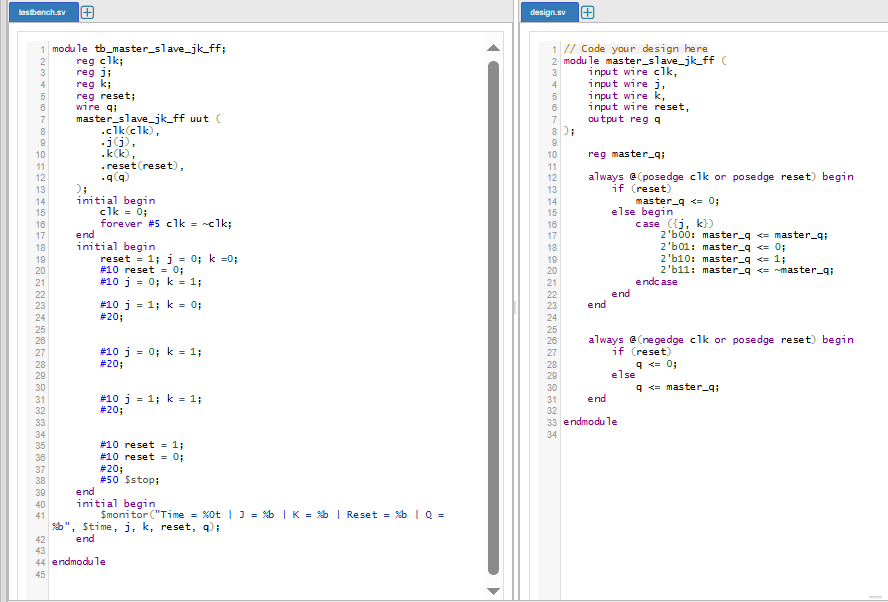 testbench.sv
1 module tb_master_slave_jk_ff;
2 reg clk;
3 reg j;
4 reg k;
5 reg reset;
6 wire q;
7 master_slave_jk_ff uut (
8 .clk(clk),
9 .j(j),
10 .k(k),
11 .reset(reset),
12 .q(q)
13 );
14 initial begin
15 clk = 0;
16 forever #5 clk = ~clk;
17 end
18 initial begin
19 reset = 1; j = 0; k =0;
20 #10 reset = 0;
21 #10 j = 0; k = 1;
22
23 #10 j = 1; k = 0;
24 #20;
25
26
27 #10 j = 0; k = 1;
28 #20;
29
30
31 #10 j = 1; k = 1;
32 #20;
33
34
35 #10 reset = 1;
36 #10 reset = 0;
37 #20;
38 #50 $stop;
39 end
40 initial begin
41 $monitor("Time = %0t | J = %b | K = %b | Reset = %b | Q =
%b", $time, j, k, reset, q);
42 end
43
44 endmodule
45
design.sv
1 // Code your design here
2 module master_slave_jk_ff (
3 input wire clk,
4 input wire j,
5 input wire k,
6 input wire reset,
7 output reg q
8 );
9
10 reg master_q;
11
12 always @(posedge clk or posedge reset) begin
13 if (reset)
14 master_q <= 0;
15 else begin
16 case ({j, k})
17 2'b00: master_q <= master_q;
18 2'b01: master_q <= 0;
19 2'b10: master_q <= 1;
20 2'b11: master_q <= ~master_q;
21 endcase
22 end
23 end
24
25
26 always @(negedge clk or posedge reset) begin
27 if (reset)
28 q <= 0;
29 else
30 q <= master_q;
31 end
32
33 endmodule
34